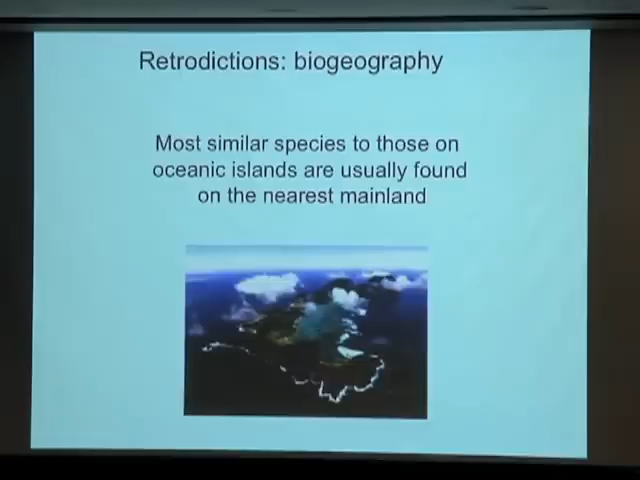 Retrodictions: biogeography
Most similar species to those on
oceanic islands are usually found
on the nearest mainland